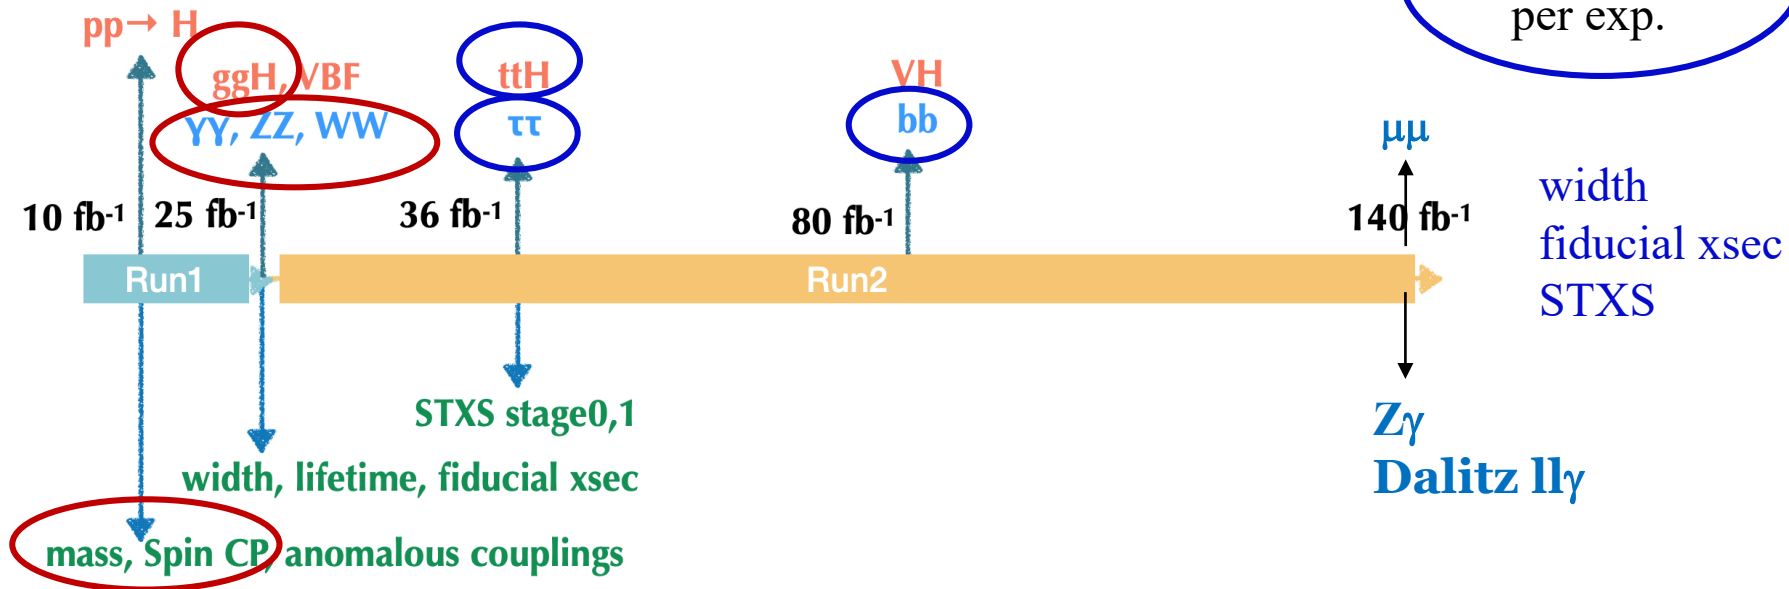 per exp.
pp→ H
ggH, VBF
γγ, ZZ, WW
ttH
ττ
VH
bb
μμ
10 fb-1
25 fb-1
36 fb-1
80 fb-1
140 fb-1
width
fiducial xsec
STXS
Run1
Run2
STXS stage0,1
width, lifetime, fiducial xsec
mass, Spin CP, anomalous couplings
Zγ
Dalitz llγ